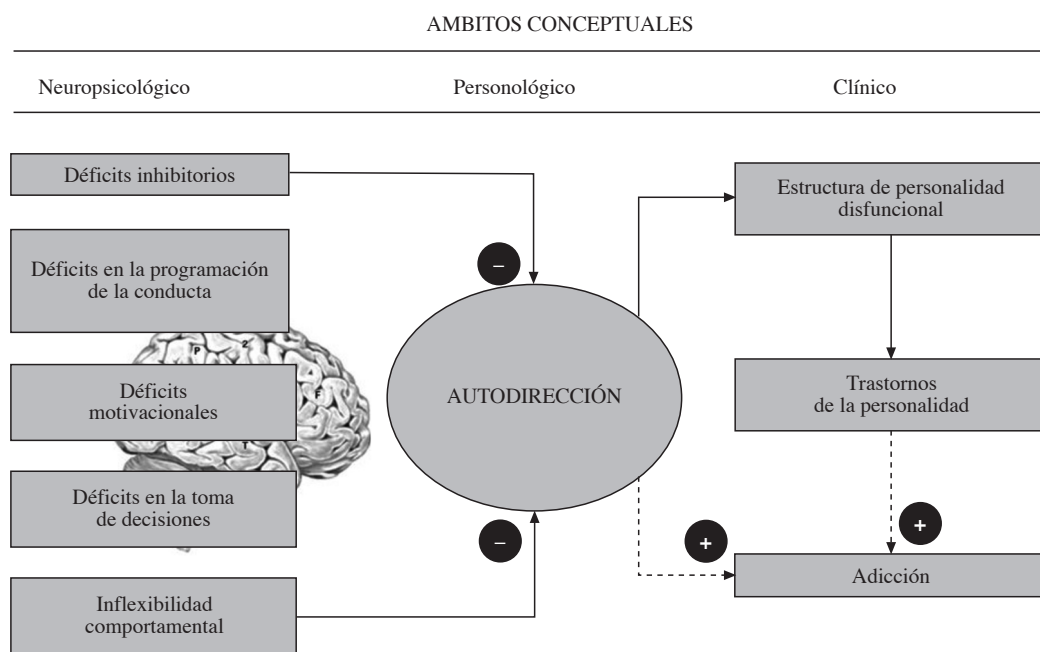 AMBITOS CONCEPTUALES
Neuropsicológico
Personológico
Clínico
Déficits inhibitorios
Déficits en la programación
de la conducta
Déficits
motivacionales
Déficits en la toma
de decisiones
Inflexibilidad
comportamental
–
AUTODIRECCIÓN
–
Estructura de personalidad
disfuncional
Trastornos
de la personalidad
+
+
Adicción
P
2
F
T